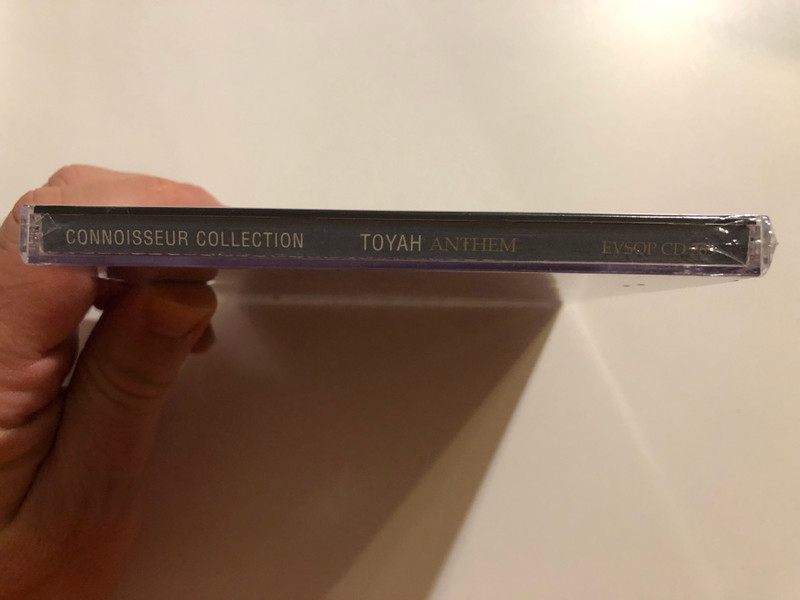 CONNOISSEUR COLLECTION TOYAH ANTHEM EVSOP CD